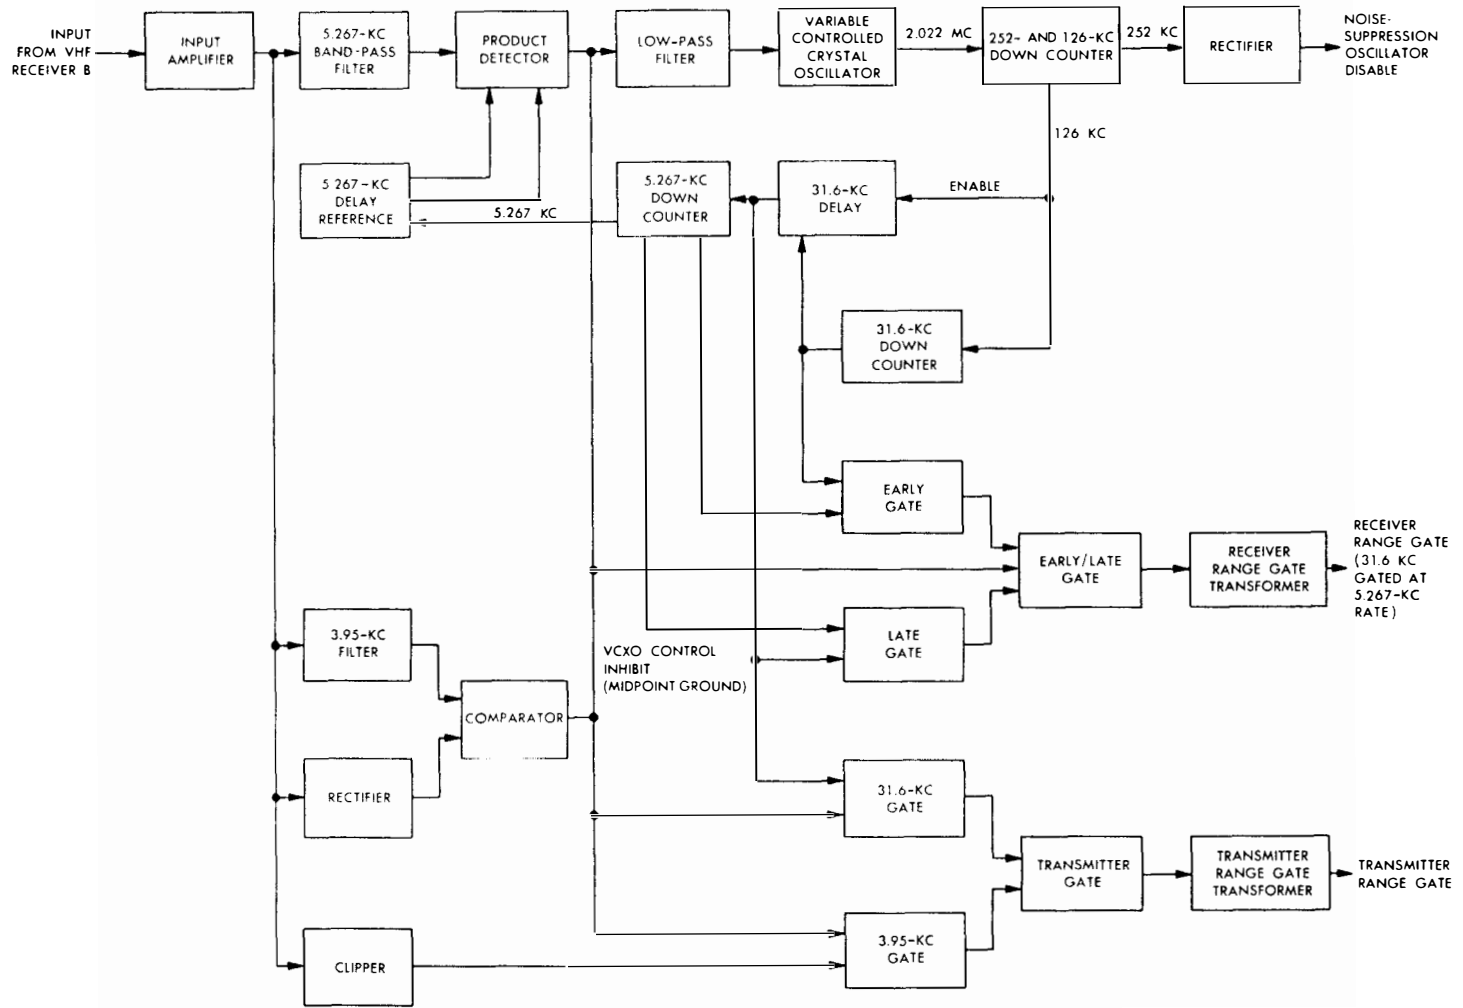 INPUT
FROM VHF
RECEIVER B
INPUT
AMPLIFIER
5.267-KC
BAND-PASS
FILTER
PRODUCT
DETECTOR
LOW-PASS
FILTER
VARIABLE
CONTROLLED
CRYSTAL
OSCILLATOR
2.022 MC
252- AND 126-KC
DOWN COUNTER
252 KC
RECTIFIER
NOISE-
SUPPRESSION
OSCILLATOR
DISABLE
126 KC
5.267-KC
DELAY
REFERENCE
5.267 KC
5.267-KC
DOWN
COUNTER
31.6-KC
DELAY
ENABLE
31.6-KC
DOWN
COUNTER
EARLY
GATE
EARLY/LATE
GATE
RECEIVER
RANGE GATE
TRANSFORMER
RECEIVER
RANGE GATE
(31.6 KC
GATED AT
5.267-KC
RATE)
3.95-KC
FILTER
LATE
GATE
VCXO CONTROL
INHIBIT
(MIDPOINT GROUND)
COMPARATOR
RECTIFIER
31.6-KC
GATE
TRANSMITTER
GATE
TRANSMITTER
RANGE GATE
TRANSFORMER
TRANSMITTER
RANGE GATE
CLIPPER
3.95-KC
GATE